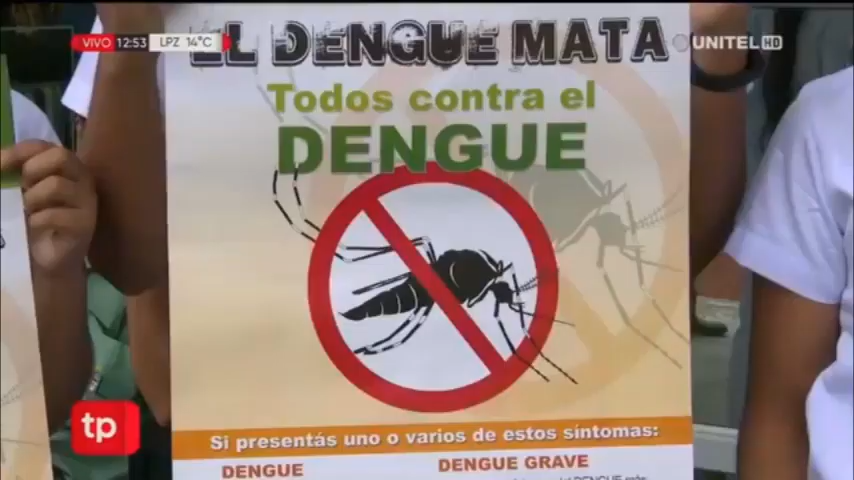 VIVO 12:53 LPZ 14°C
UNITEL HD
EL DENGUE MATA
Todos contra el
DENGUE
Si presentás uno o varios de estos síntomas:
DENGUE
DENGUE GRAVE
tp